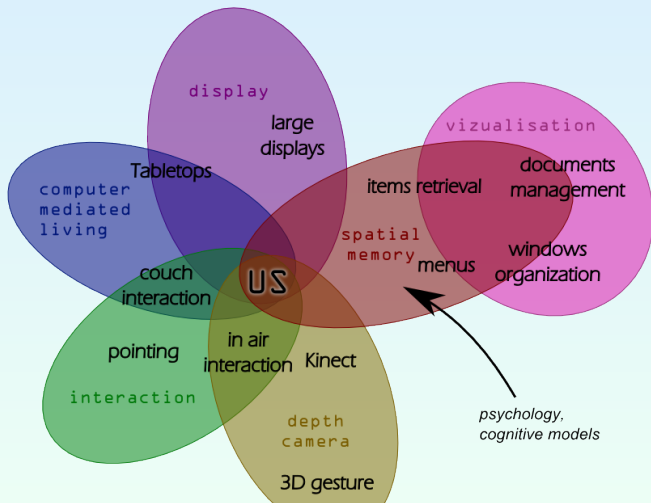 display
large
displays
vizualisation
Tabletops
documents
management
items retrieval
computer
mediated
living
spatial
memory
windows
organization
menus
couch
interaction
US
pointing
in air
interaction
Kinect
interaction
depth
camera
psychology,
cognitive models
3D gesture